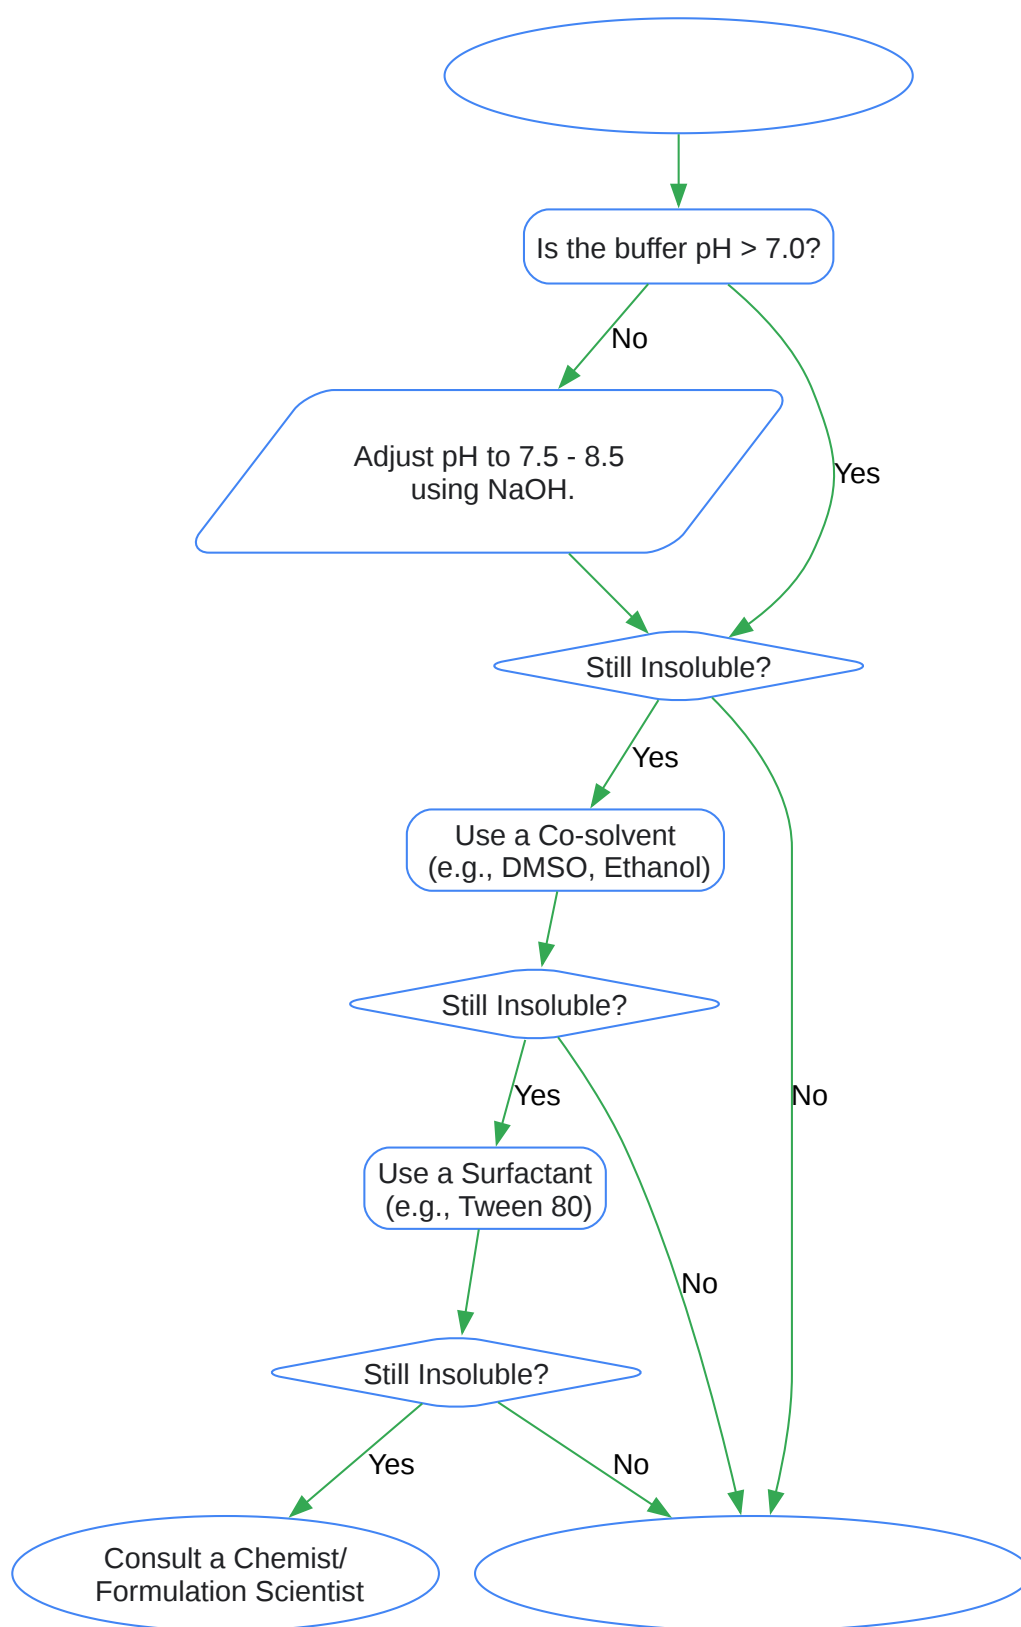 Is the buffer pH > 7.0?
No
Adjust pH to 7.5 - 8.5
using NaOH.
Yes
Still Insoluble?
Yes
Use a Co-solvent
(e.g., DMSO, Ethanol)
Still Insoluble?
Yes
No
Use a Surfactant
(e.g., Tween 80)
No
Still Insoluble?
Yes
No
Consult a Chemist/
Formulation Scientist